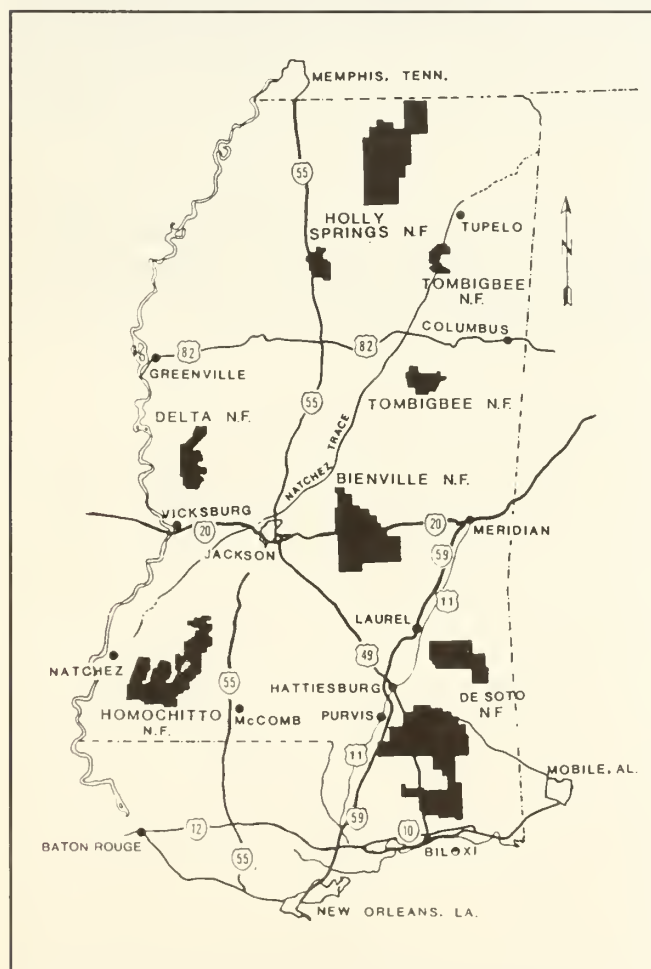 MEMPHIS, TENN.
55
HOLLY
SPRINGS N.F.
TUPELO
N
TOMBIGBEE
N.F.
COLUMBUS
82
82
GREENVILLE
55
DELTA N.F.
TOMBIGBEE N.F.
NATCHEZ TRACE
BIENVILLE N.F.
VICKSBURG
20
JACKSON
20
MERIDIAN
59
11
LAUREL
49
NATCHEZ
55
HATTIESBURG
DE SOTO
N.F.
HOMOCHITTO
N.F.
McCOMB
PURVIS
11
MOBILE, AL.
59
12
10
BATON ROUGE
BILOXI
55
NEW ORLEANS, LA.